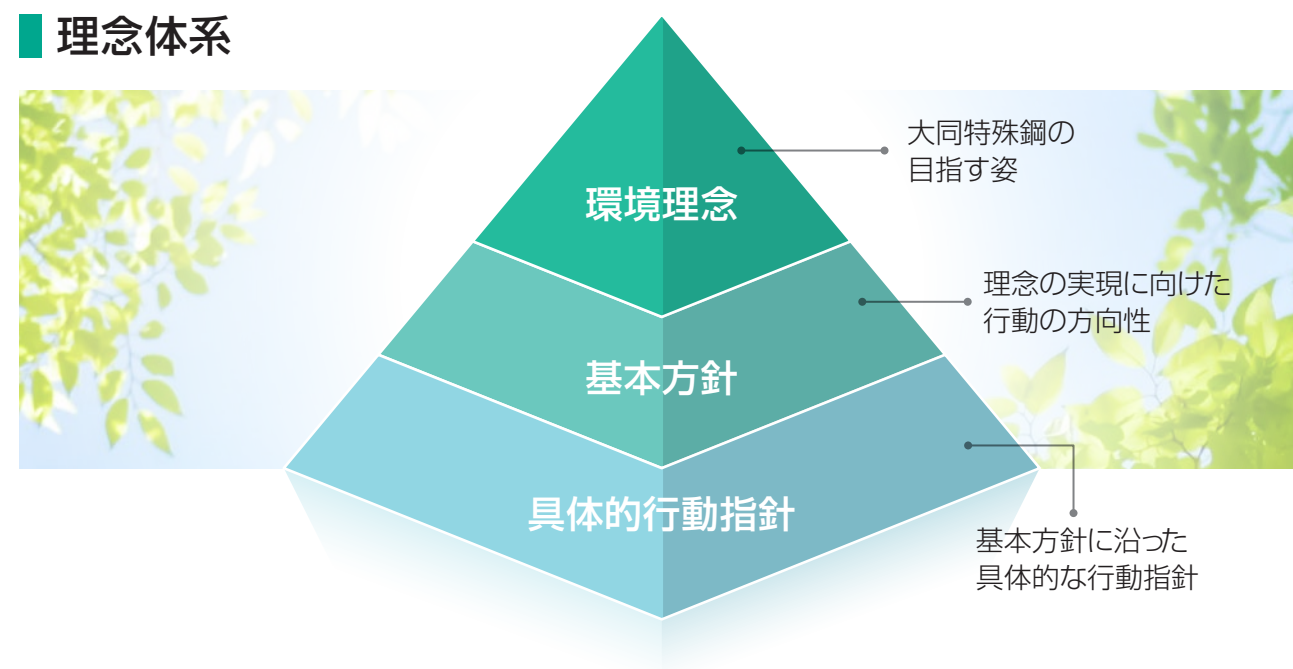 理念体系
環境理念
大同特殊鋼の
目指す姿
基本方針
理念の実現に向けた
行動の方向性
具体的行動指針
基本方針に沿った
具体的な行動指針